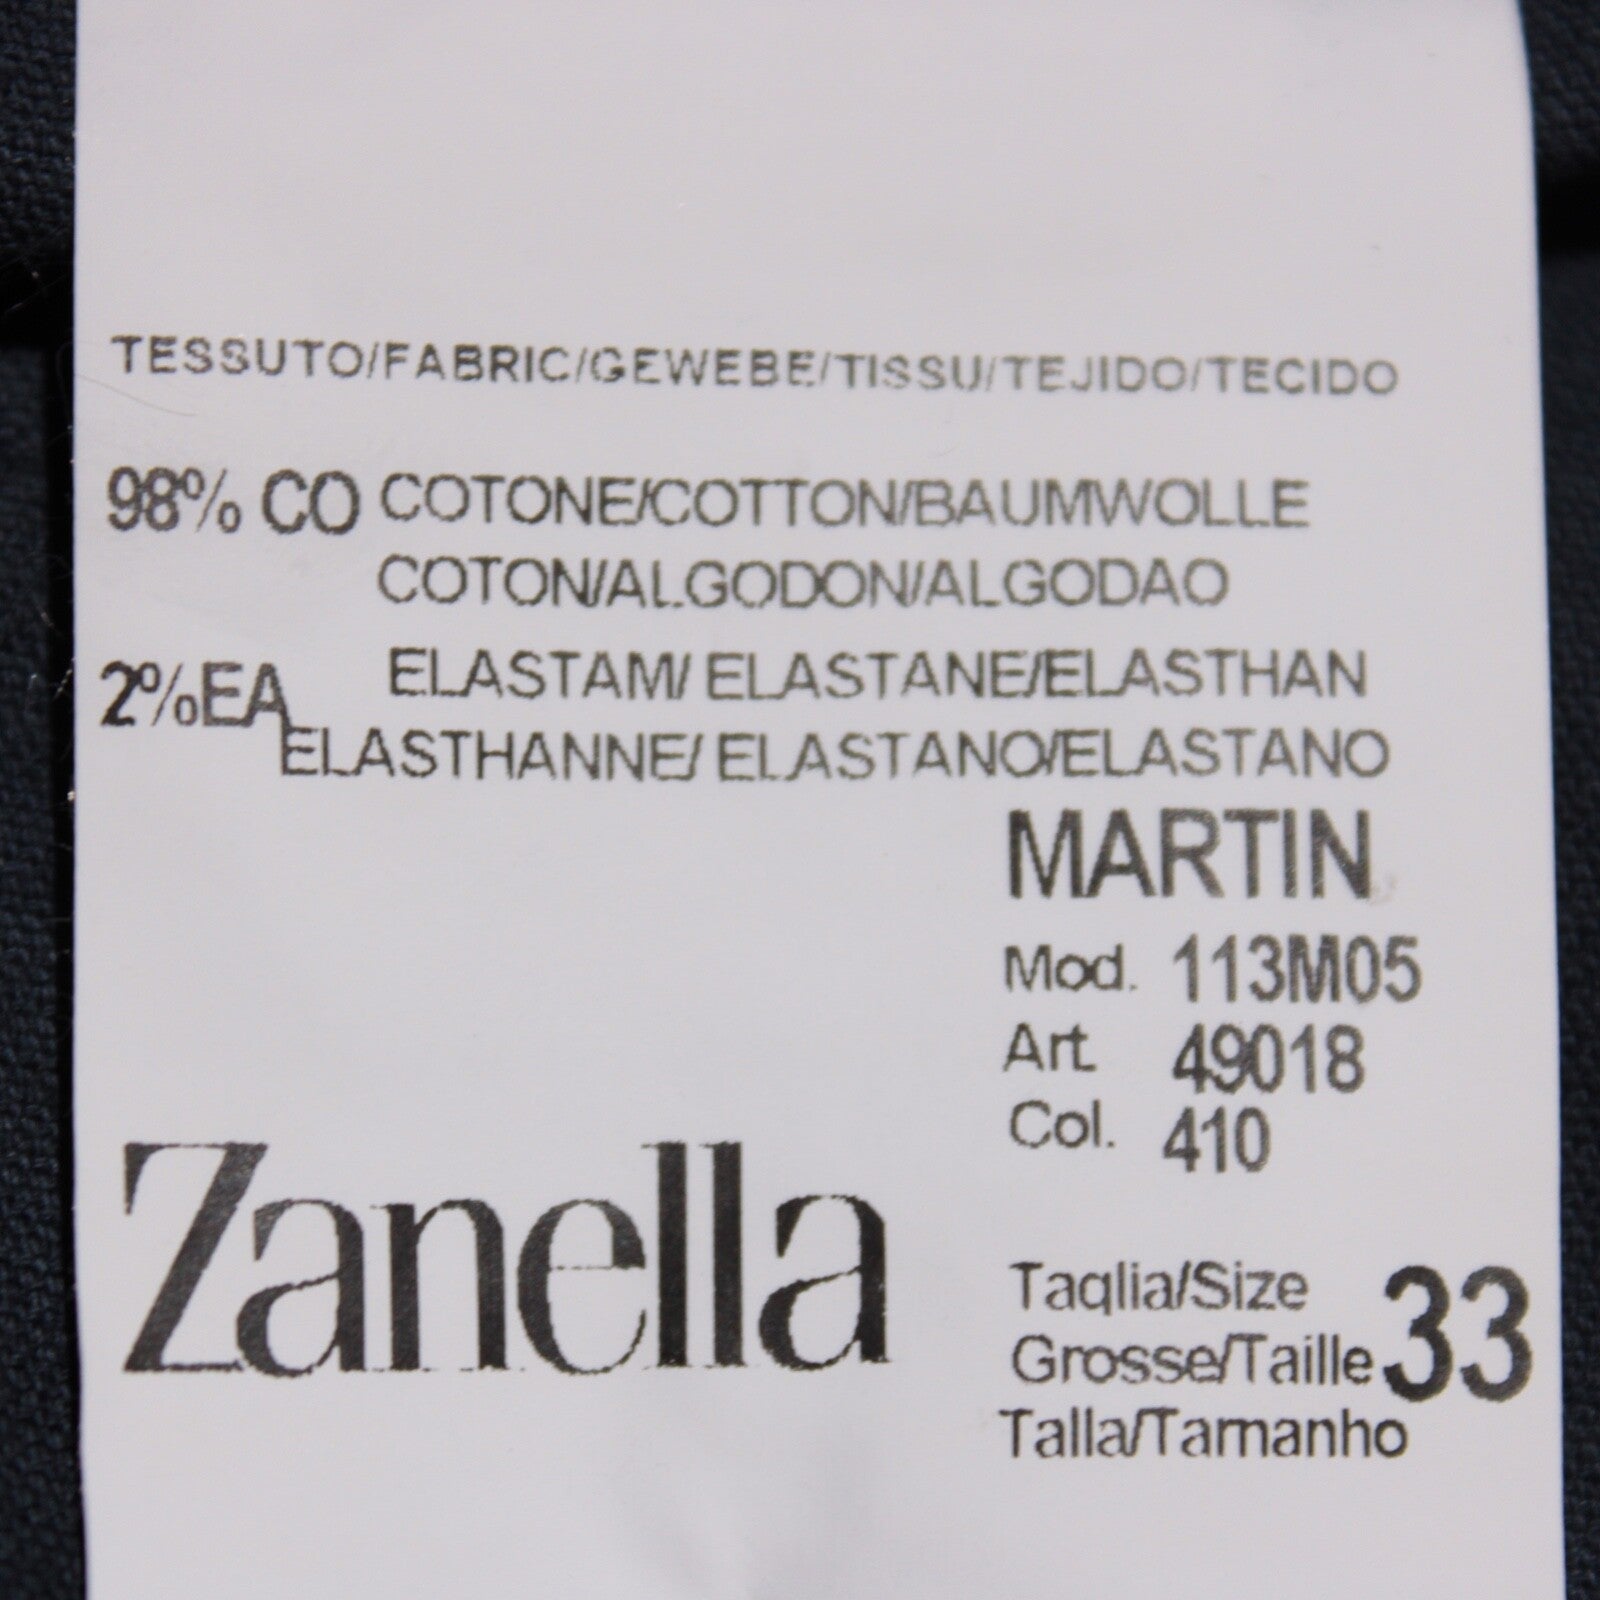 TESSUTO/FABRIC/GEWEBE/TISSU/TEJIDO/TECIDO
98% CO COTONE/COTTON/BAUMWOLLE
COTON/ALGODON/ALGODAO
2%EA ELASTAM/ ELASTANE/ELASTHAN
ELASTHANNE/ ELASTANO/ELASTANO
MARTIN
Mod. 113M05
Art. 49018
Col. 410
Zanella
Taglia/Size
Grosse/Taille 33
Talla/Tamanho